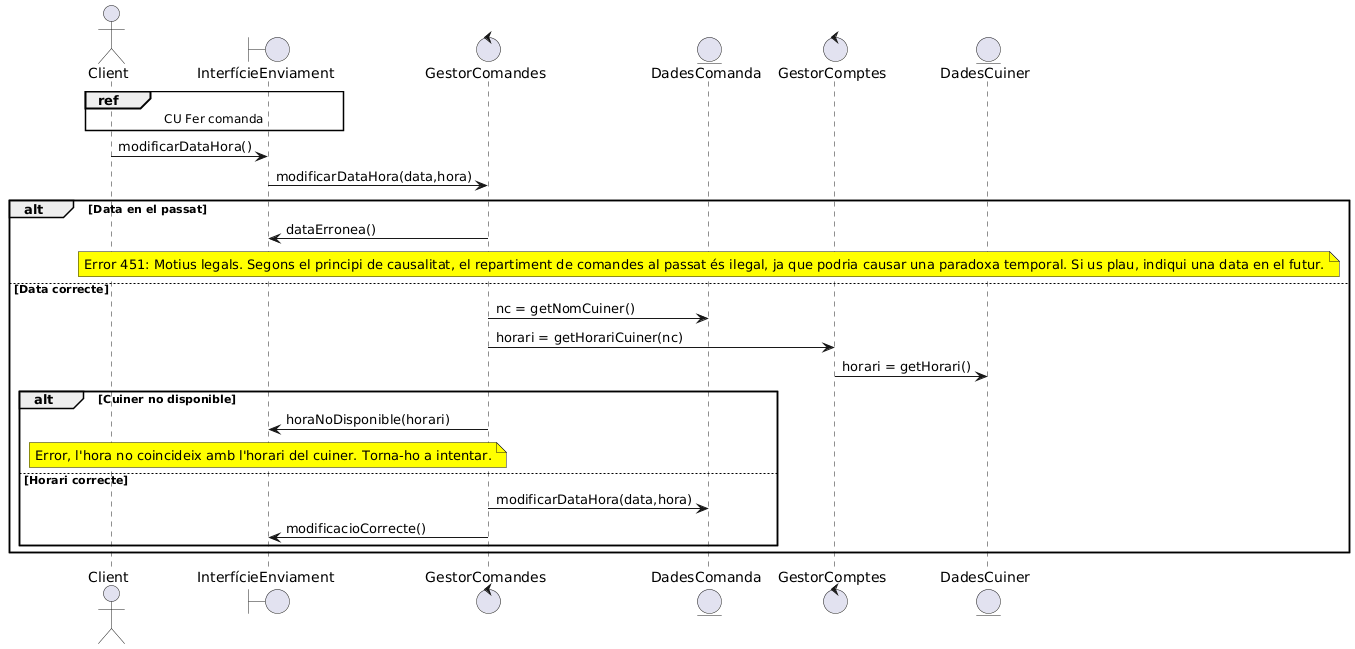 Client
InterfícieEnviament
GestorComandes
DadesComanda
GestorComptes
DadesCuiner
ref
CU Fer comanda
modificarDataHora()
modificarDataHora(data,hora)
alt
[Data en el passat]
dataErronea()
Error 451: Motius legals. Segons el principi de causalitat, el repartiment de comandes al passat és ilegal, ja que podria causar una paradoxa temporal. Si us plau, indiqui una data en el futur.
[Data correcte]
nc = getNomCuiner()
horari = getHorariCuiner(nc)
horari = getHorari()
alt
[Cuiner no disponible]
horaNoDisponible(horari)
Error, l'hora no coincideix amb l'horari del cuiner. Torna-ho a intentar.
[Horari correcte]
modificarDataHora(data,hora)
modificacioCorrecte()
Client
InterfícieEnviament
GestorComandes
DadesComanda
GestorComptes
DadesCuiner